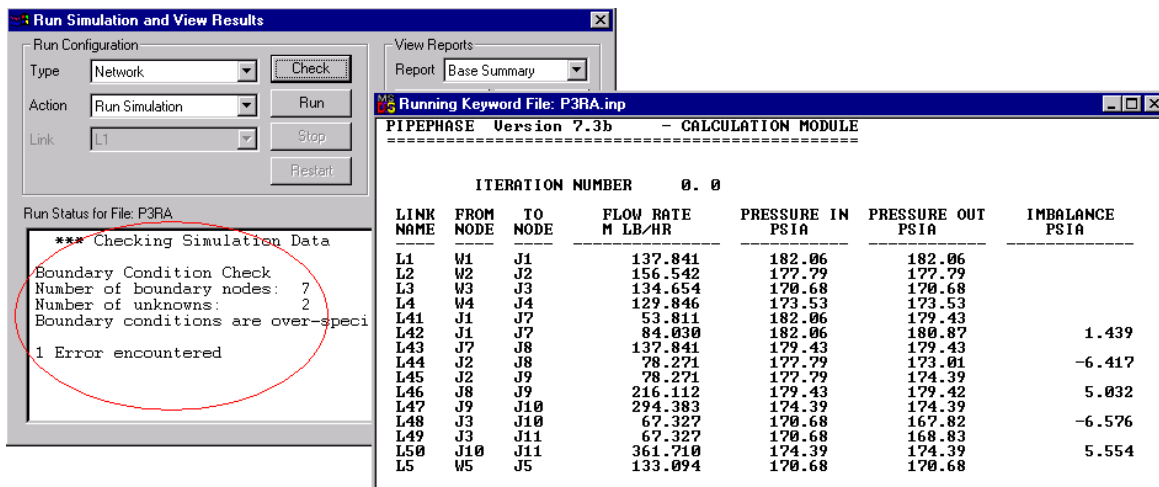 Run Simulation and View Results
Run Configuration
Type Network Check
Action Run Simulation Run
Link L1 Stop
Restart
View Reports
Report Base Summary
Run Status for File: P3RA
*** Checking Simulation Data
Boundary Condition Check
Number of boundary nodes: 7
Number of unknowns: 2
Boundary conditions are over-speci
1 Error encountered
Running Keyword File: P3RA.inp
PIPEPHASE Version 7.3b - CALCULATION MODULE
==================================================
ITERATION NUMBER 0. 0
LINK FROM TO FLOW RATE PRESSURE IN PRESSURE OUT IMBALANCE
NAME NODE NODE M LB/HR PSIA PSIA PSIA
L1 W1 J1 137.841 182.06 182.06
L2 W2 J2 156.542 177.79 177.79
L3 W3 J3 134.654 170.68 170.68
L4 W4 J4 129.846 173.53 173.53
L41 J1 J7 53.811 182.06 179.43
L42 J1 J7 84.030 182.06 180.87 1.439
L43 J7 J8 137.841 179.43 179.43
L44 J2 J8 78.271 177.79 173.01 -6.417
L45 J2 J9 78.271 177.79 174.39
L46 J8 J9 216.112 179.43 179.42 5.032
L47 J9 J10 294.383 174.39 174.39
L48 J3 J10 67.327 170.68 167.82 -6.576
L49 J3 J11 67.327 170.68 168.83
L50 J10 J11 361.710 174.39 174.39 5.554
L5 W5 J5 133.094 170.68 170.68